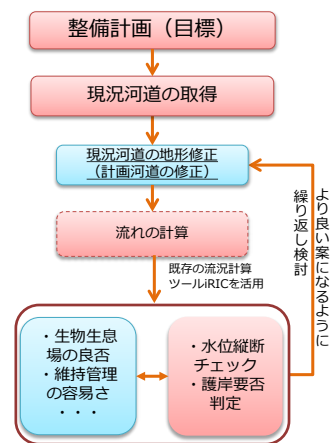 整備計画（目標）
現況河道の取得
現況河道の地形修正
（計画河道の修正）
流れの計算
既存の流況計算
ツールiRICを活用
・生物生息
場の良否
・維持管理
の容易さ
・・・
・水位縦断
チェック
・護岸要否
判定
より良い案になるように
繰り返し検討